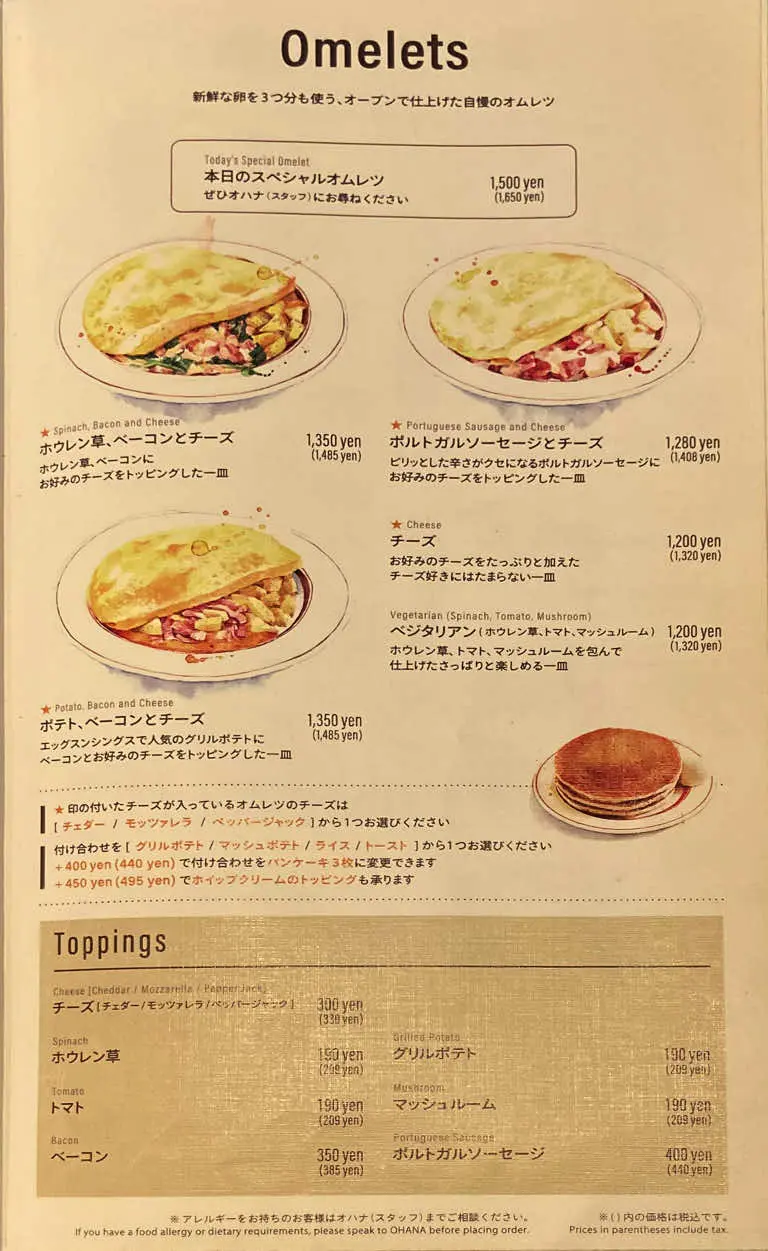 Omelets
新鮮な卵を3つ分も使う、オーブンで仕上げた自慢のオムレツ
Today's Special Omelet
本日のスペシャルオムレツ 1,500 yen
ぜひオハナ(スタッフ)にお尋ねください (1,650 yen)
★ Spinach, Bacon and Cheese
ホウレン草、ベーコンとチーズ 1,350 yen
(1,485 yen)
ホウレン草、ベーコンに
お好みのチーズをトッピングした一皿
★ Portuguese Sausage and Cheese
ポルトガルソーセージとチーズ 1,280 yen
ピリッとした辛さがクセになるポルトガルソーセージに (1,408 yen)
お好みのチーズをトッピングした一皿
★ Cheese
チーズ 1,200 yen
(1,320 yen)
お好みのチーズをたっぷりと加えた
チーズ好きにはたまらない一皿
Vegetarian (Spinach, Tomato, Mushroom)
ベジタリアン(ホウレン草、トマト、マッシュルーム) 1,200 yen
ホウレン草、トマト、マッシュルームを包んで (1,320 yen)
仕上げたさっぱりと楽しめる一皿
★ Potato, Bacon and Cheese
ポテト、ベーコンとチーズ 1,350 yen
(1,485 yen)
エッグスンシングスで人気のグリルポテトに
ベーコンとお好みのチーズをトッピングした一皿
★印の付いたチーズが入っているオムレツのチーズは
[ チェダー / モッツァレラ / ペッパージャック ]から1つお選びください
付け合わせを[ グリルポテト / マッシュポテト / ライス / トースト ]から1つお選びください
+400 yen (440 yen) で付け合わせをパンケーキ3枚に変更できます
+450 yen (495 yen) でホイップクリームのトッピングも承ります
Toppings
Cheese [Cheddar / Mozzarella / Pepper Jack]
チーズ[チェダー/モッツァレラ/ペッパージャック] 300 yen
(330 yen)
Spinach
ホウレン草 190 yen
(209 yen)
Grilled Potato
グリルポテト 190 yen
(209 yen)
Tomato
トマト 190 yen
(209 yen)
Mushroom
マッシュルーム 190 yen
(209 yen)
Bacon
ベーコン 350 yen
(385 yen)
Portuguese Sausage
ポルトガルソーセージ 400 yen
(440 yen)
※アレルギーをお持ちのお客様はオハナ(スタッフ)までご相談ください。 ※( )内の価格は税込です。
If you have a food allergy or dietary requirements, please speak to OHANA before placing order. Prices in parentheses include tax.